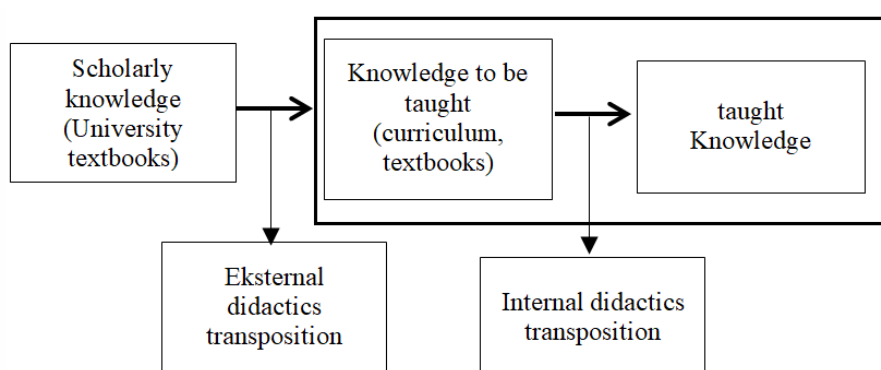 Scholarly
knowledge
(University
textbooks)
Knowledge to be
taught
(curriculum,
textbooks)
taught
Knowledge
Eksternal
didactics
transposition
Internal didactics
transposition